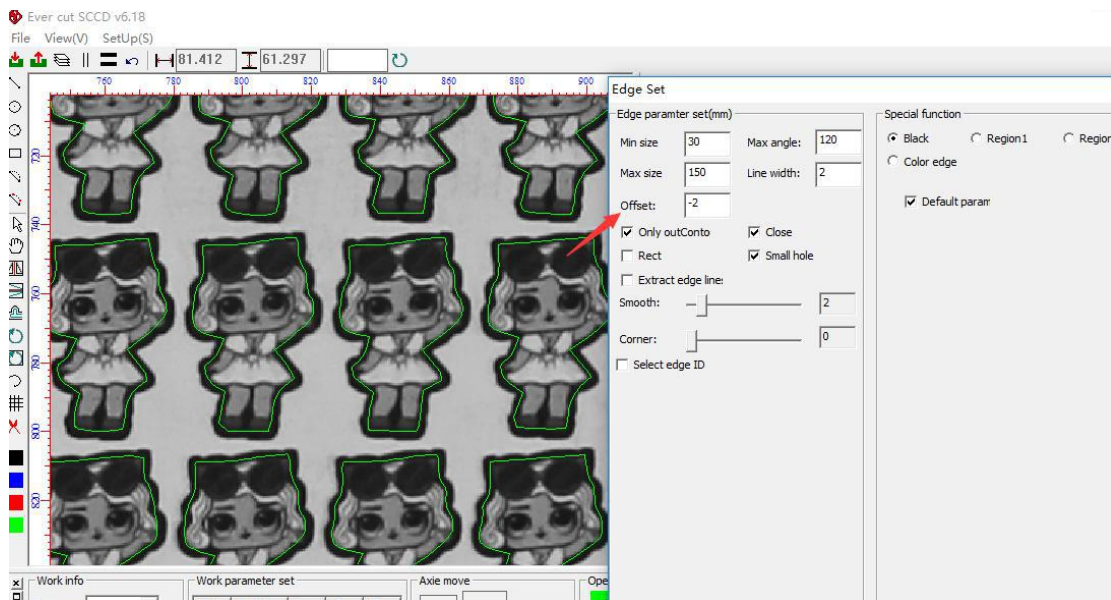 Ever cut SCCD v6.18
File View(V) SetUp(S)
81.412 61.297
760 780 800 820 840 860 880 900
720
740
760
780
800
820
Edge Set
Edge paramter set(mm)
Min size 30 Max angle: 120
Max size 150 Line width: 2
Offset: -2
Only outConto Close
Rect Small hole
Extract edge line:
Smooth: 2
Corner: 0
Select edge ID
Special function
Black Region1 Region
Color edge
Default param
Work info Work parameter set Axie move Ope